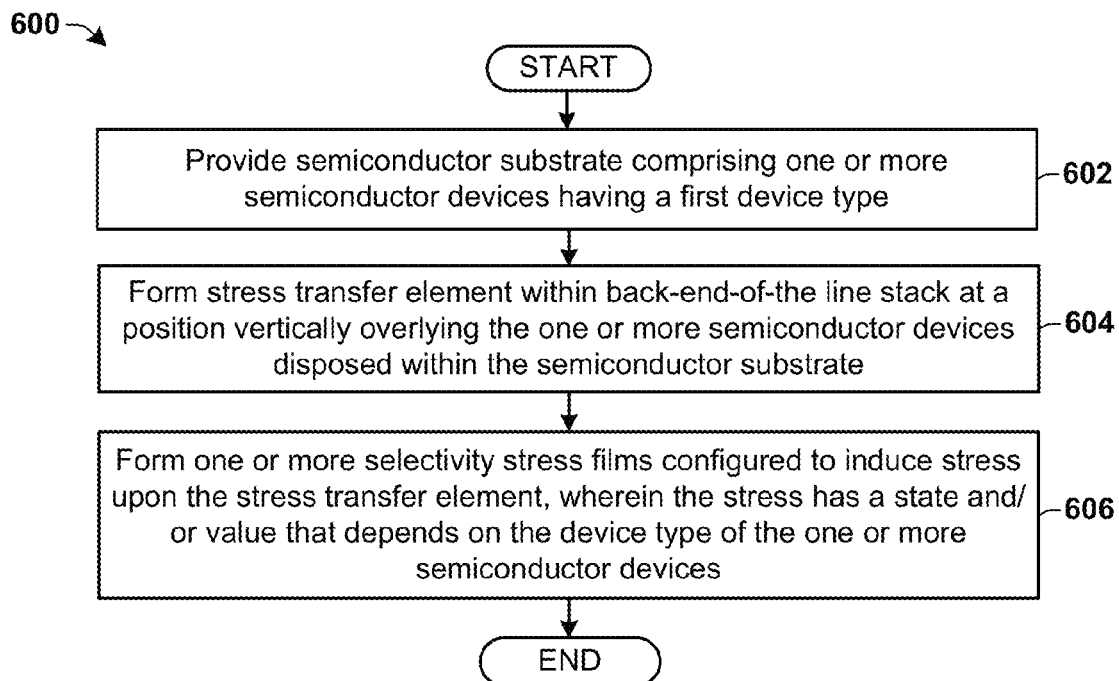 600
START
Provide semiconductor substrate comprising one or more
semiconductor devices having a first device type
602
Form stress transfer element within back-end-of-the line stack at a
position vertically overlying the one or more semiconductor devices
disposed within the semiconductor substrate
604
Form one or more selectivity stress films configured to induce stress
upon the stress transfer element, wherein the stress has a state and/
or value that depends on the device type of the one or more
semiconductor devices
606
END